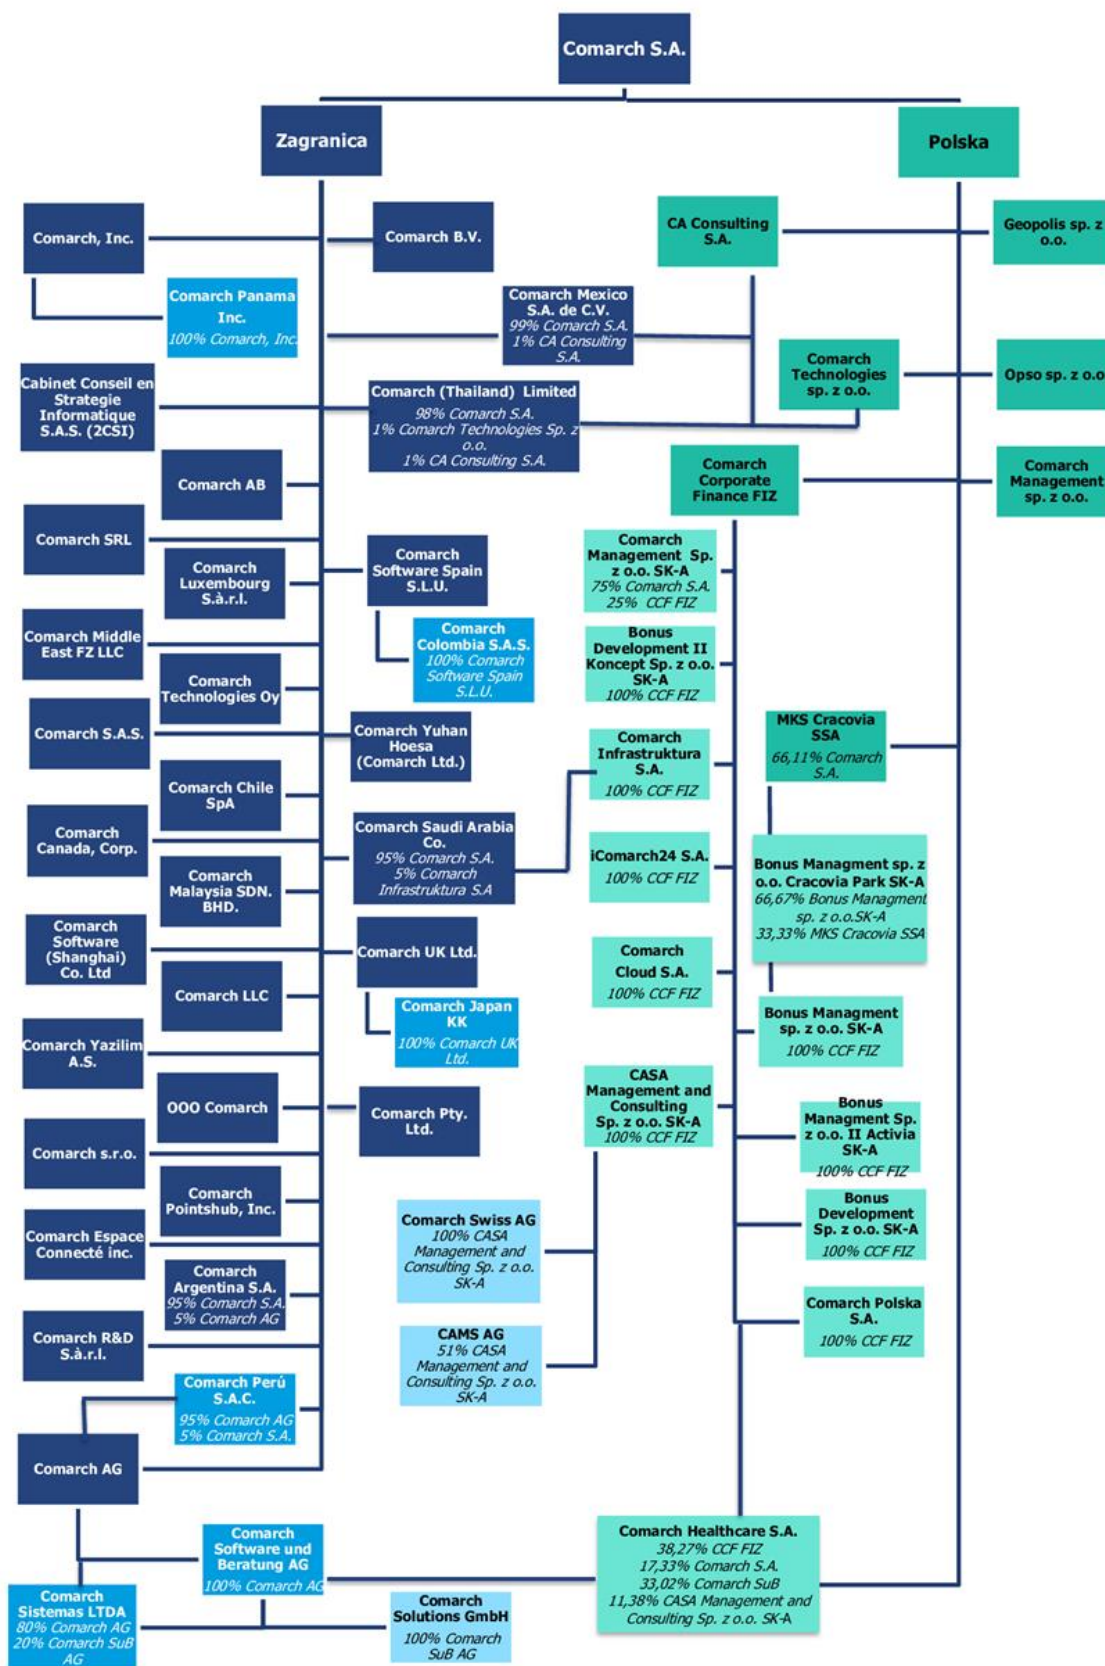 Comarch S.A.
Zagranica
Polska
Comarch, Inc.
Comarch B.V.
CA Consulting
S.A.
Geopolis sp. z
o.o.
Comarch Panama
Inc.
100% Comarch, Inc.
Comarch Mexico
S.A. de C.V.
99% Comarch S.A.
1% CA Consulting
S.A.
Cabinet Conseil en
Strategie
Informatique
S.A.S. (2CSI)
Comarch (Thailand) Limited
98% Comarch S.A.
1% Comarch Technologies Sp. z
o.o.
1% CA Consulting S.A.
Comarch
Technologies
sp. z o.o.
Opso sp. z o.o
Comarch AB
Comarch
Corporate
Finance FIZ
Comarch
Management
sp. z o.o.
Comarch SRL
Comarch
Luxembourg
S.à.r.l.
Comarch
Software Spain
S.L.U.
Comarch
Management Sp.
z o.o. SK-A
75% Comarch S.A.
25% CCF FIZ
Comarch Middle
East FZ LLC
Comarch
Colombia S.A.S.
100% Comarch
Software Spain
S.L.U.
Bonus
Development II
Koncept Sp. z o.o.
SK-A
100% CCF FIZ
Comarch
Technologies Oy
Comarch S.A.S.
Comarch Yuhan
Hoesa
(Comarch Ltd.)
Comarch
Infrastruktura
S.A.
100% CCF FIZ
MKS Cracovia
SSA
66,11% Comarch
S.A.
Comarch Chile
SpA
Comarch
Canada, Corp.
Comarch Saudi Arabia
Co.
95% Comarch S.A.
5% Comarch
Infrastruktura S.A
iComarch24 S.A.
100% CCF FIZ
Bonus Managment sp. z
o.o. Cracovia Park SK-A
66,67% Bonus Managment
sp. z o.o.SK-A
33,33% MKS Cracovia SSA
Comarch
Malaysia SDN.
BHD.
Comarch
Software
(Shanghai)
Co. Ltd
Comarch UK Ltd.
Comarch
Cloud S.A.
100% CCF FIZ
Comarch LLC
Comarch Japan
KK
100% Comarch UK
Ltd.
Bonus Managment
sp. z o.o. SK-A
100% CCF FIZ
Comarch Yazilim
A.S.
CASA
Management and
Consulting
Sp. z o.o. SK-A
100% CCF FIZ
OOO Comarch
Comarch Pty.
Ltd.
Bonus
Managment Sp.
z o.o. II Activia
SK-A
100% CCF FIZ
Comarch s.r.o.
Comarch
Pointshub, Inc.
Bonus
Development
Sp. z o.o. SK-A
100% CCF FIZ
Comarch Espace
Connecté inc.
Comarch Swiss AG
100% CASA
Management and
Consulting Sp. z o.o.
SK-A
Comarch
Argentina S.A.
95% Comarch S.A.
5% Comarch AG
Comarch Polska
S.A.
100% CCF FIZ
Comarch R&D
S.à.r.l.
CAMS AG
51% CASA
Management and
Consulting Sp. z o.o.
SK-A
Comarch Perú
S.A.C.
95% Comarch AG
5% Comarch S.A.
Comarch AG
Comarch
Software und
Beratung AG
100% Comarch AG
Comarch Healthcare S.A.
38,27% CCF FIZ
17,33% Comarch S.A.
33,02% Comarch SuB
11,38% CASA Management and
Consulting Sp. z o.o. SK-A
Comarch
Sistemas LTDA
80% Comarch AG
20% Comarch SuB
AG
Comarch
Solutions GmbH
100% Comarch
SuB AG